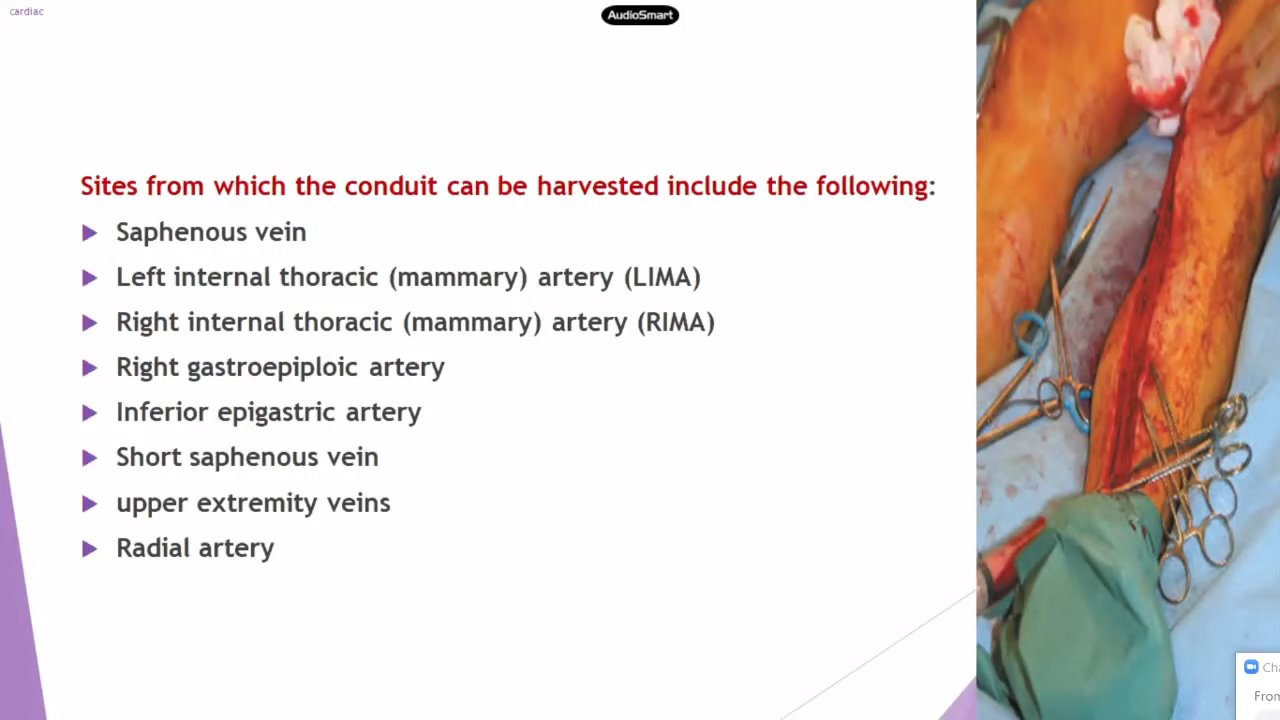 cardiac
AudioSmart
Sites from which the conduit can be harvested include the following:
Saphenous vein
Left internal thoracic (mammary) artery (LIMA)
Right internal thoracic (mammary) artery (RIMA)
Right gastroepiploic artery
Inferior epigastric artery
Short saphenous vein
upper extremity veins
Radial artery